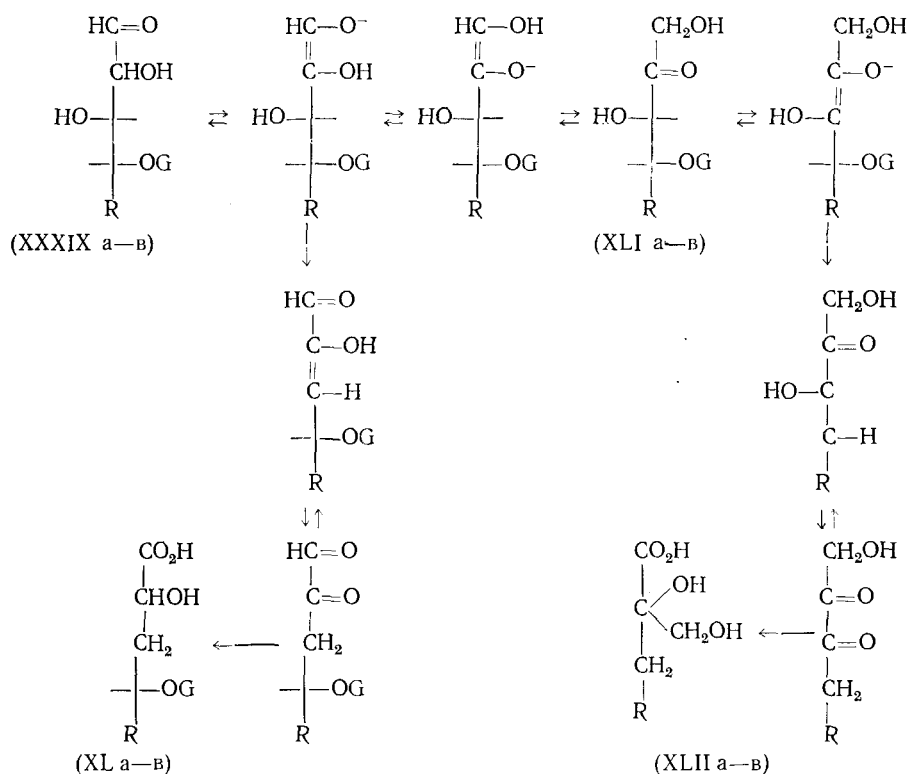 HC=O HC—O⁻ HC—OH CH₂OH CH₂OH
CHOH C—OH C—O⁻ C=O C—O⁻
HO— ⇄ HO— ⇄ HO— ⇄ HO— ⇄ HO—C
—OG —OG —OG —OG —OG
R R R R R
(XXXIX а—в) (XLI а—в)
HC=O CH₂OH
C—OH C=O
C—H HO—C
—OG C—H
R R
CO₂H HC=O CO₂H CH₂OH
CHOH C=O C OH C=O
CH₂ ← CH₂ CH₂OH ← C=O
—OG —OG CH₂ CH₂
R R R R
(XL а—в) (XLII а—в)